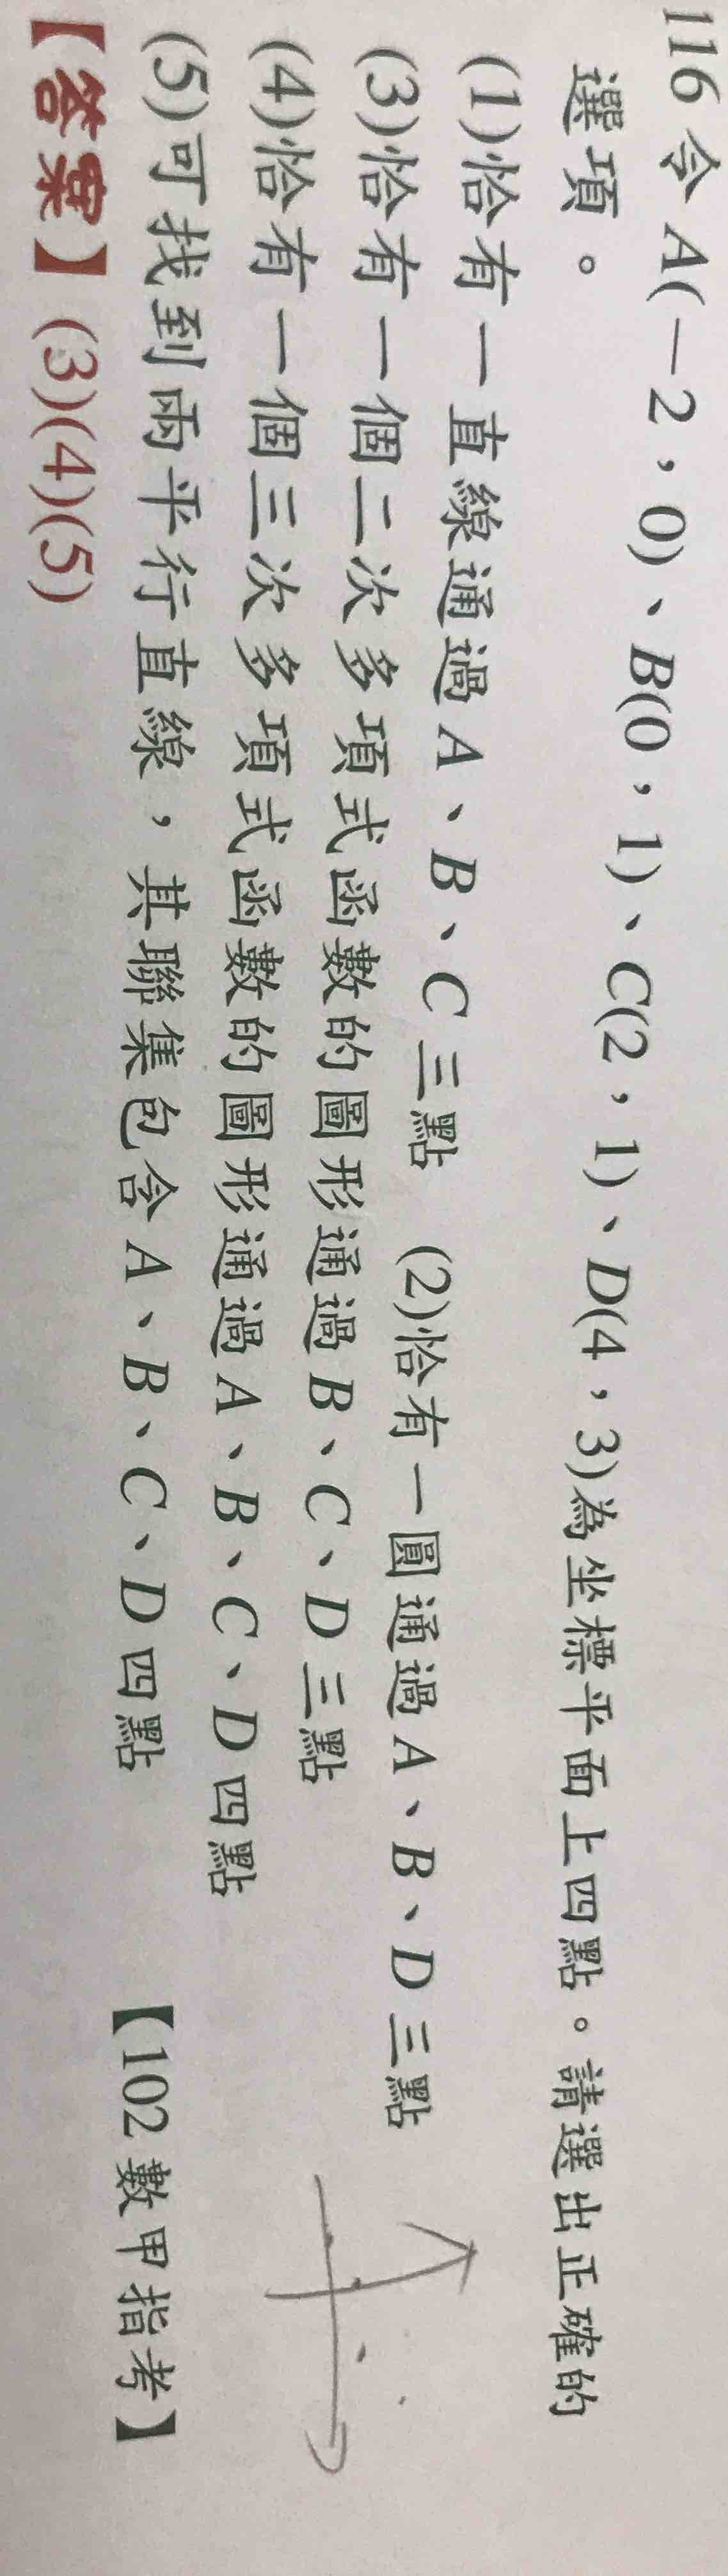 116 令 A(-2，0)、B(0，1)、C(2，1)、D(4，3)為坐標平面上四點。請選出正確的
選項。
(1)恰有一直線通過 A、B、C 三點 (2)恰有一圓通過 A、B、D 三點
(3)恰有一個二次多項式函數的圖形通過 B、C、D 三點
(4)恰有一個三次多項式函數的圖形通過 A、B、C、D 四點
(5)可找到兩平行直線，其聯集包含 A、B、C、D 四點 【102 數甲指考】
【答案】(3)(4)(5)